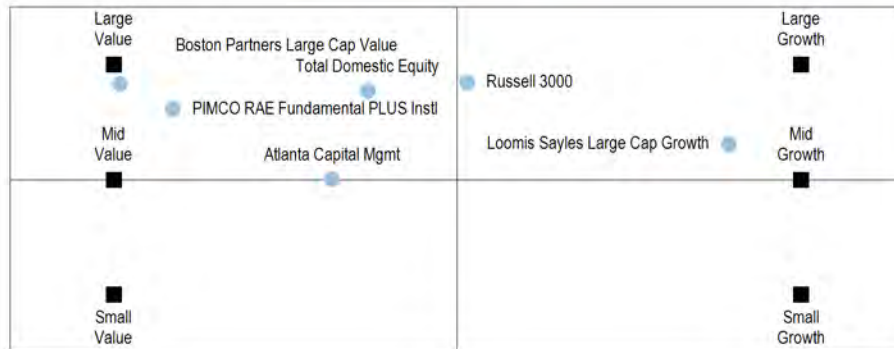 Large
Value
Large
Growth
Boston Partners Large Cap Value
Total Domestic Equity
Russell 3000
PIMCO RAE Fundamental PLUS Instl
Mid
Value
Mid
Growth
Loomis Sayles Large Cap Growth
Atlanta Capital Mgmt
Small
Value
Small
Growth